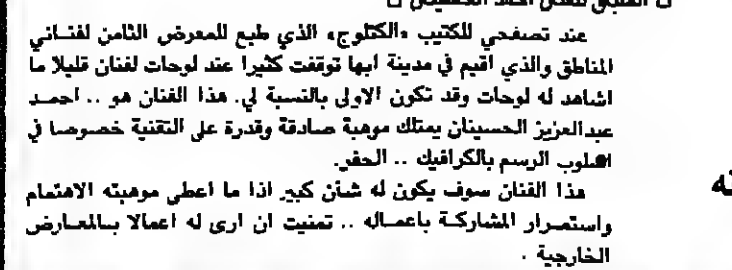 عند تصفحي للكتيب «الكتلوج» الذي طبع للمعرض الثامن لفناني
المناطق والذي اقيم في مدينة ابها توقفت كثيرا عند لوحات لفنان قليلا ما
اشاهد له لوحات وقد تكون الاولى بالنسبة لي. هذا الفنان هو .. احمد
عبدالعزيز الحسينان يمتلك موهبة صادقة وقدرة على التقنية خصوصا في
اسلوب الرسم بالكرافيك .. الحفر.
هذا الفنان سوف يكون له شأن كبير اذا ما اعطى موهبته الاهتمام
واستمرار المشاركة باعماله .. تمنيت ان ارى له اعمالا بالمعارض
الخارجية .